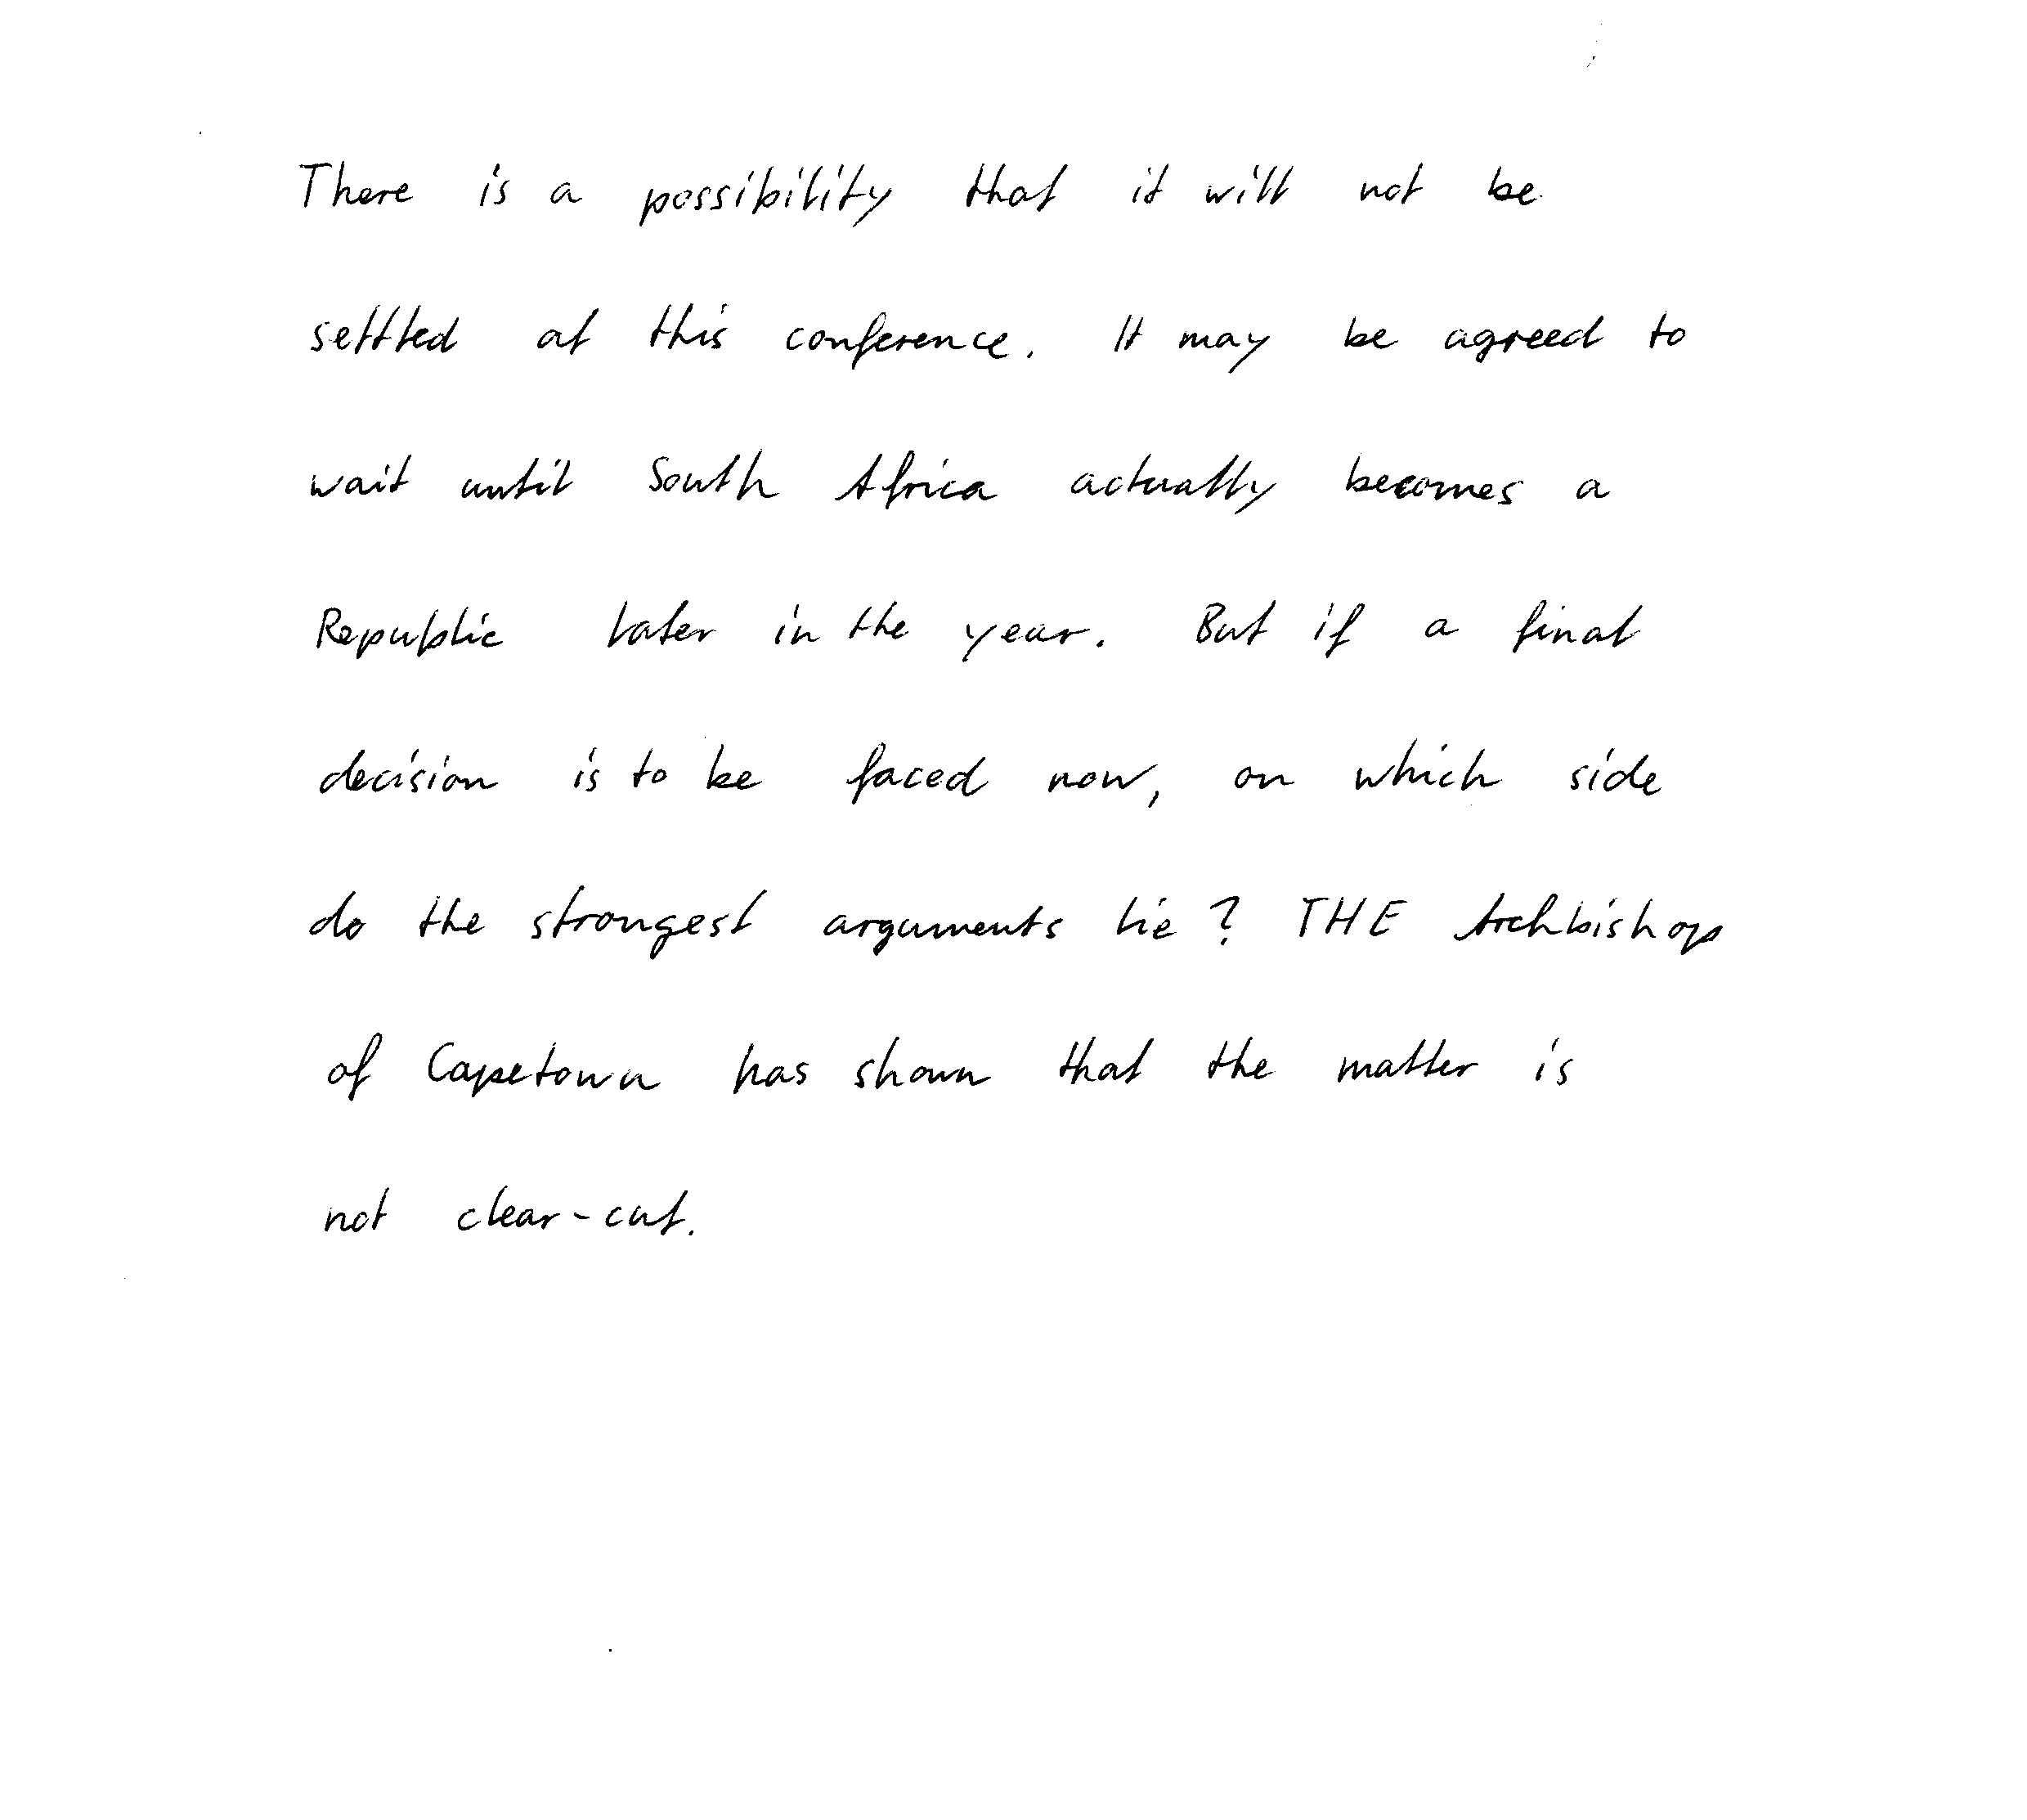 There is a possibility that it will not be
settled at this conference. It may be agreed to
wait until South Africa actually becomes a
Republic later in the year. But if a final
decision is to be faced now, on which side
do the strongest arguments lie? THE Archbishop
of Capetown has shown that the matter is
not clear-cut.